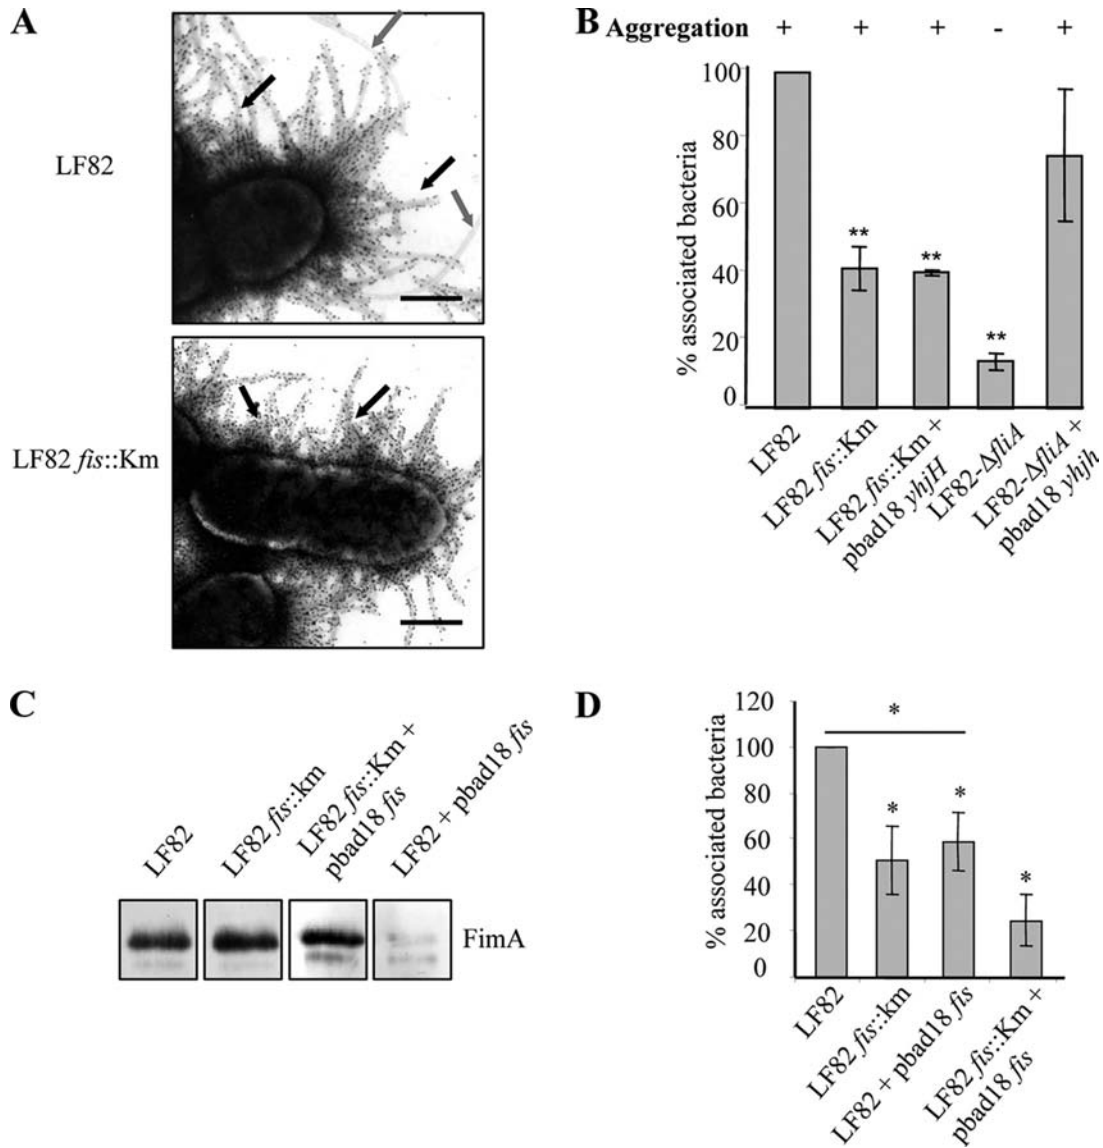 A
LF82
LF82 fis::Km
B Aggregation + + + - +
% associated bacteria
100
80
60
40
20
0
** ** **
LF82
LF82 fis::Km
LF82 fis::Km +
pbad18 yhjH
LF82-ΔfliA
LF82-ΔfliA +
pbad18 yhjh
C
LF82
LF82 fis::km
LF82 fis::Km +
pbad18 fis
LF82 + pbad18 fis
FimA
D
% associated bacteria
120
100
80
60
40
20
0
*
* * *
LF82
LF82 fis::km
LF82 + pbad18 fis
LF82 fis::Km +
pbad18 fis